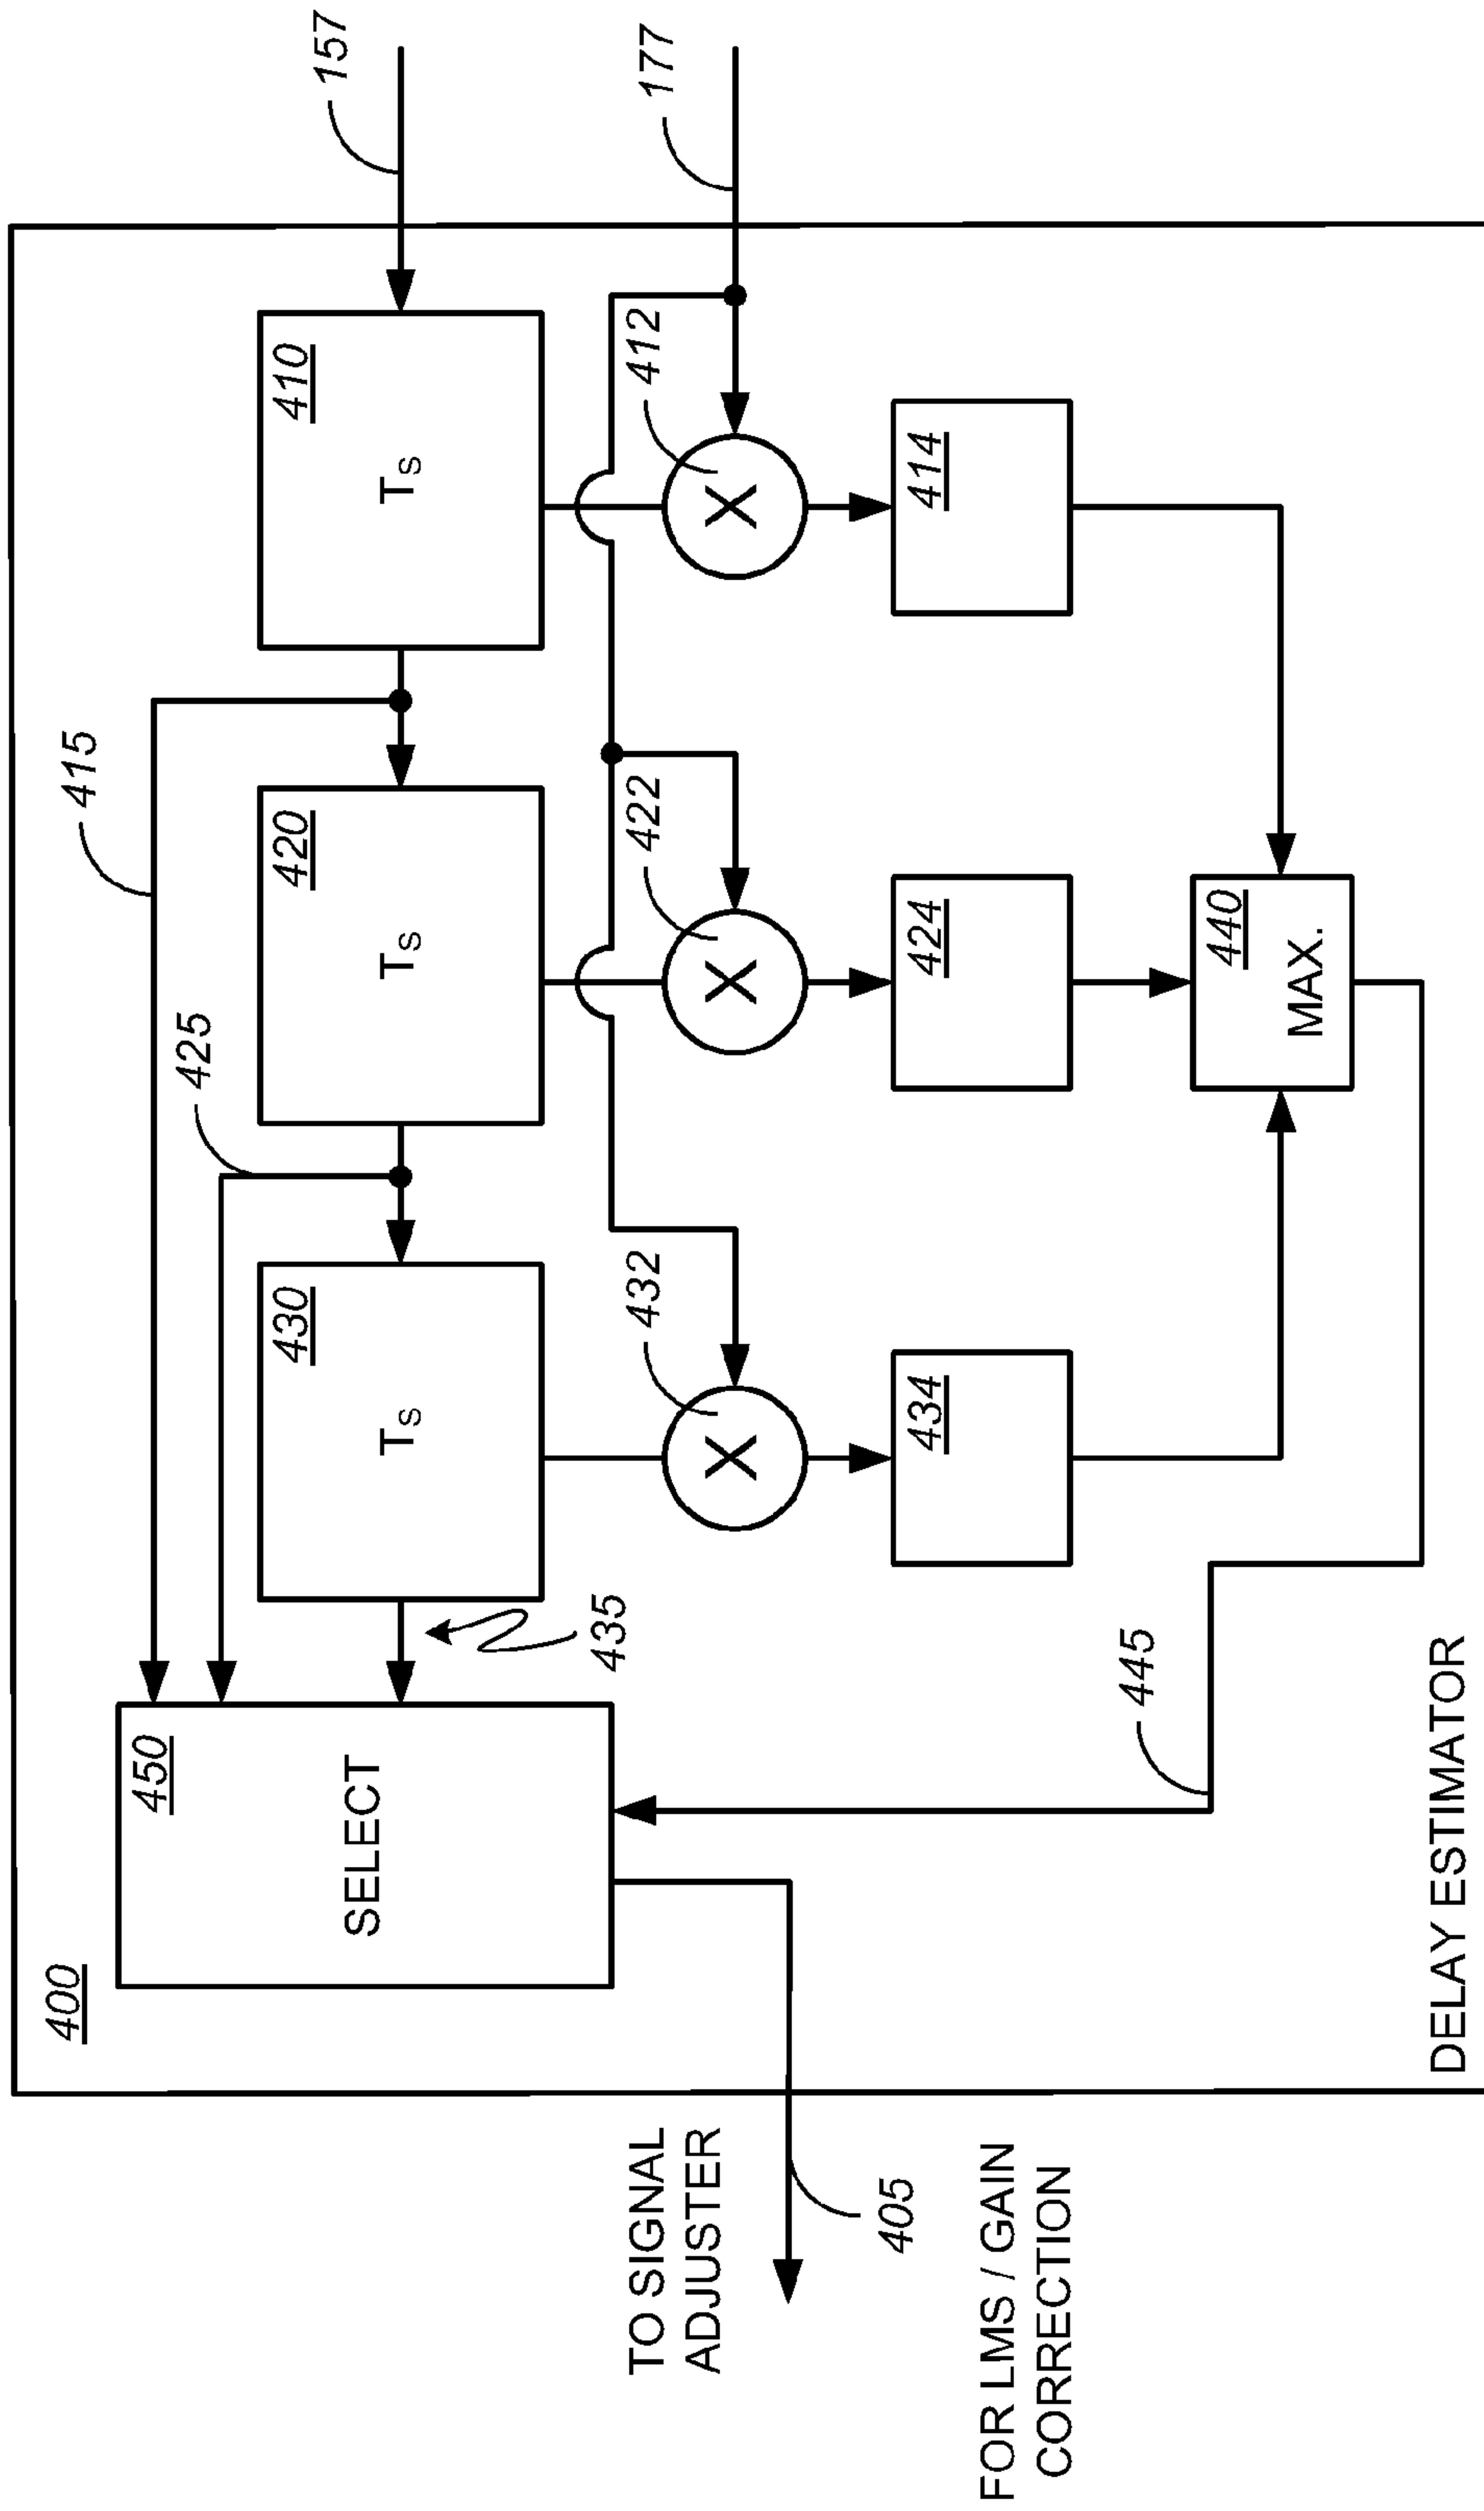 400
415
425
157
450
SELECT
430
Ts
420
Ts
410
Ts
435
432
422
412
177
TO SIGNAL
ADJUSTER
X
X
X
405
434
424
414
FOR LMS / GAIN
CORRECTION
445
440
MAX.
DELAY ESTIMATOR